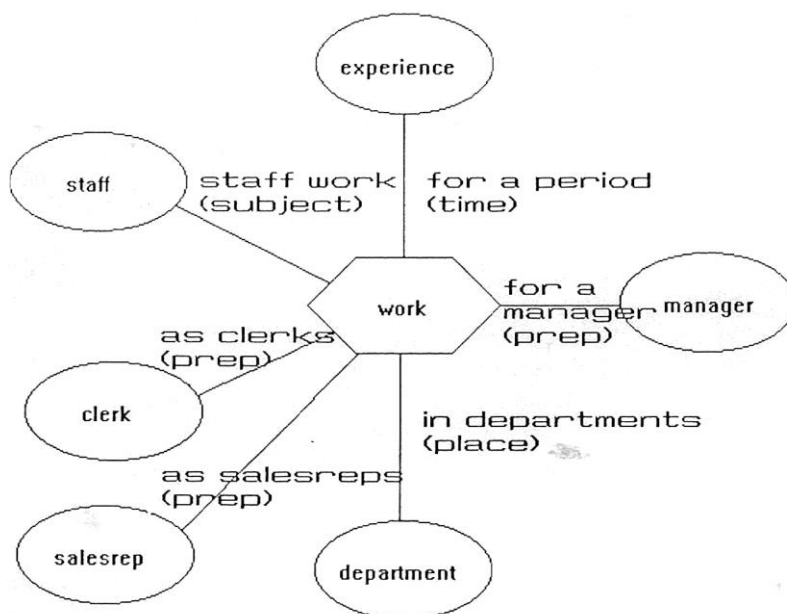 experience
staff
staff work
(subject)
for a period
(time)
work
for a
manager
(prep)
manager
as clerks
(prep)
clerk
in departments
(place)
as salesreps
(prep)
salesrep
department